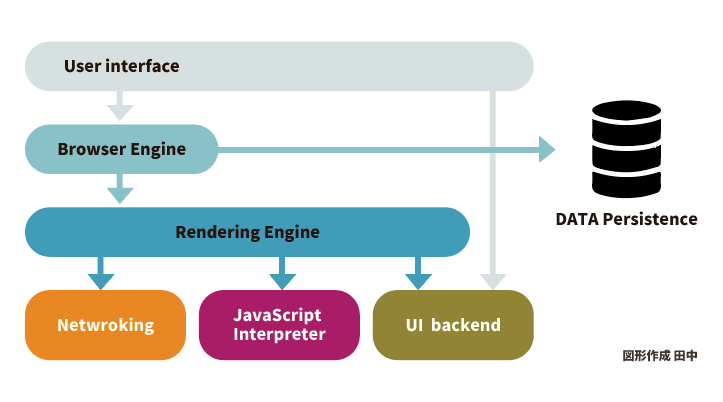 User interface
Browser Engine
DATA Persistence
Rendering Engine
Netwroking
JavaScript
Interpreter
UI backend
図形作成 田中